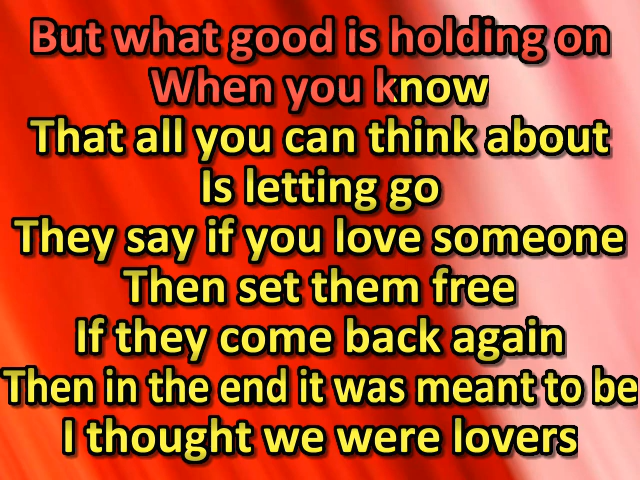 But what good is holding on
When you know
That all you can think about
Is letting go
They say if you love someone
Then set them free
If they come back again
Then in the end it was meant to be
I thought we were lovers